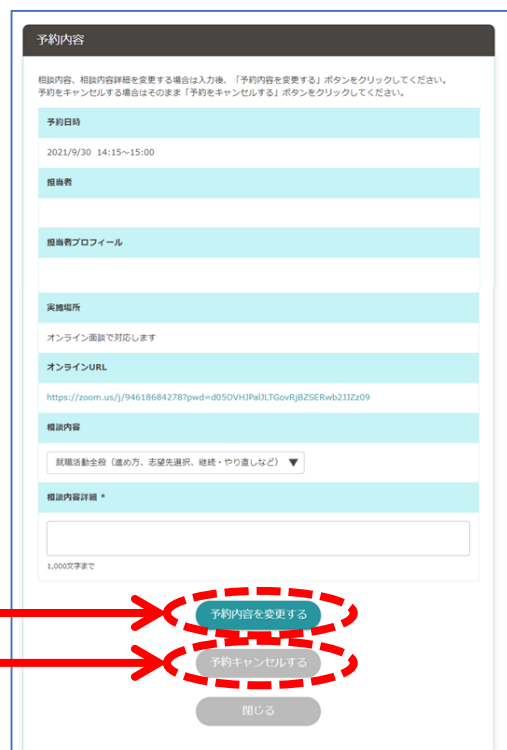 予約内容
相談内容、相談内容詳細を変更する場合は入力後、「予約内容を変更する」ボタンをクリックしてください。
予約をキャンセルする場合はそのまま「予約をキャンセルする」ボタンをクリックしてください。
予約日時
2021/9/30 14:15～15:00
担当者
担当者プロフィール
実施場所
オンライン面談で対応します
オンラインURL
https://zoom.us/j/94618684278?pwd=d05OVHJPalJLTGovRjBZSERwb2JJZz09
相談内容
就職活動全般（進め方、志望先選択、継続・やり直しなど） ▼
相談内容詳細 *
1,000文字まで
予約内容を変更する
予約キャンセルする
閉じる